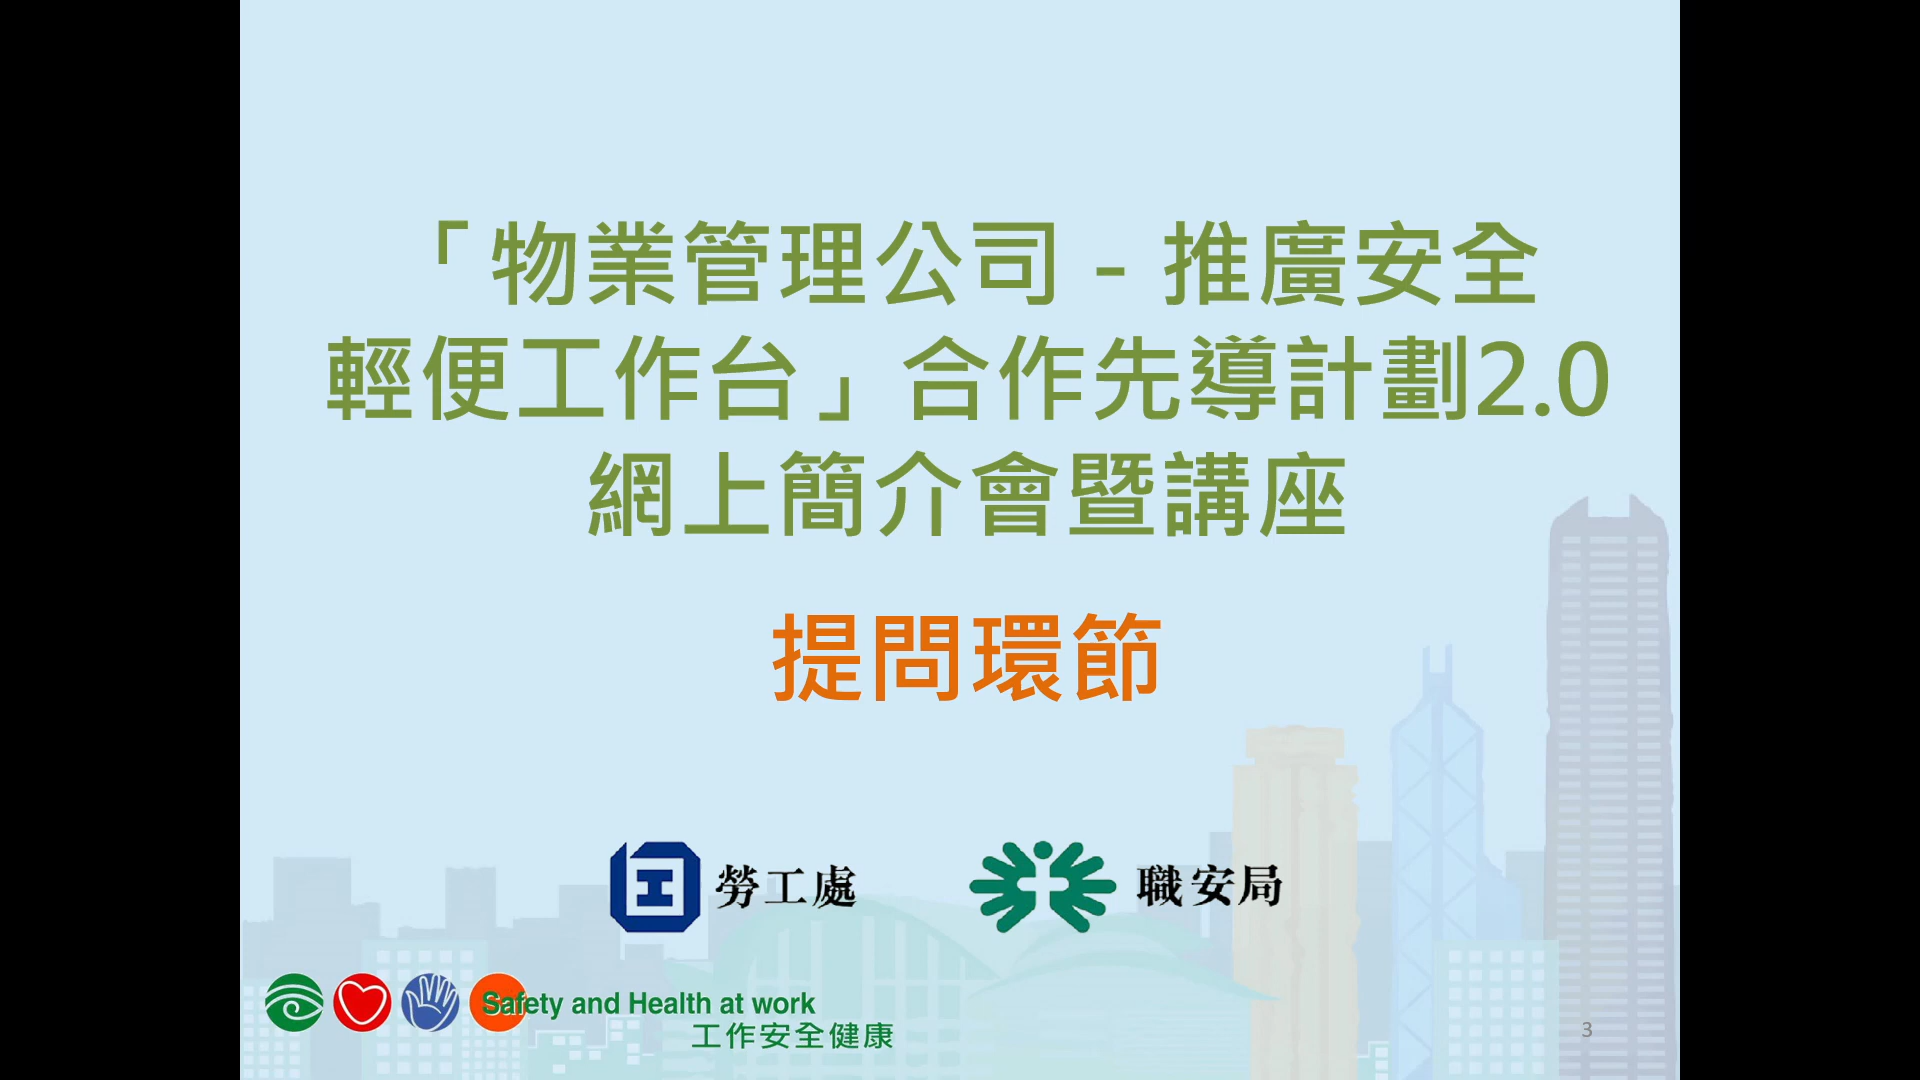 「物業管理公司 - 推廣安全
輕便工作台」合作先導計劃2.0
網上簡介會暨講座
提問環節
勞工處
職安局
Safety and Health at work
工作安全健康
3